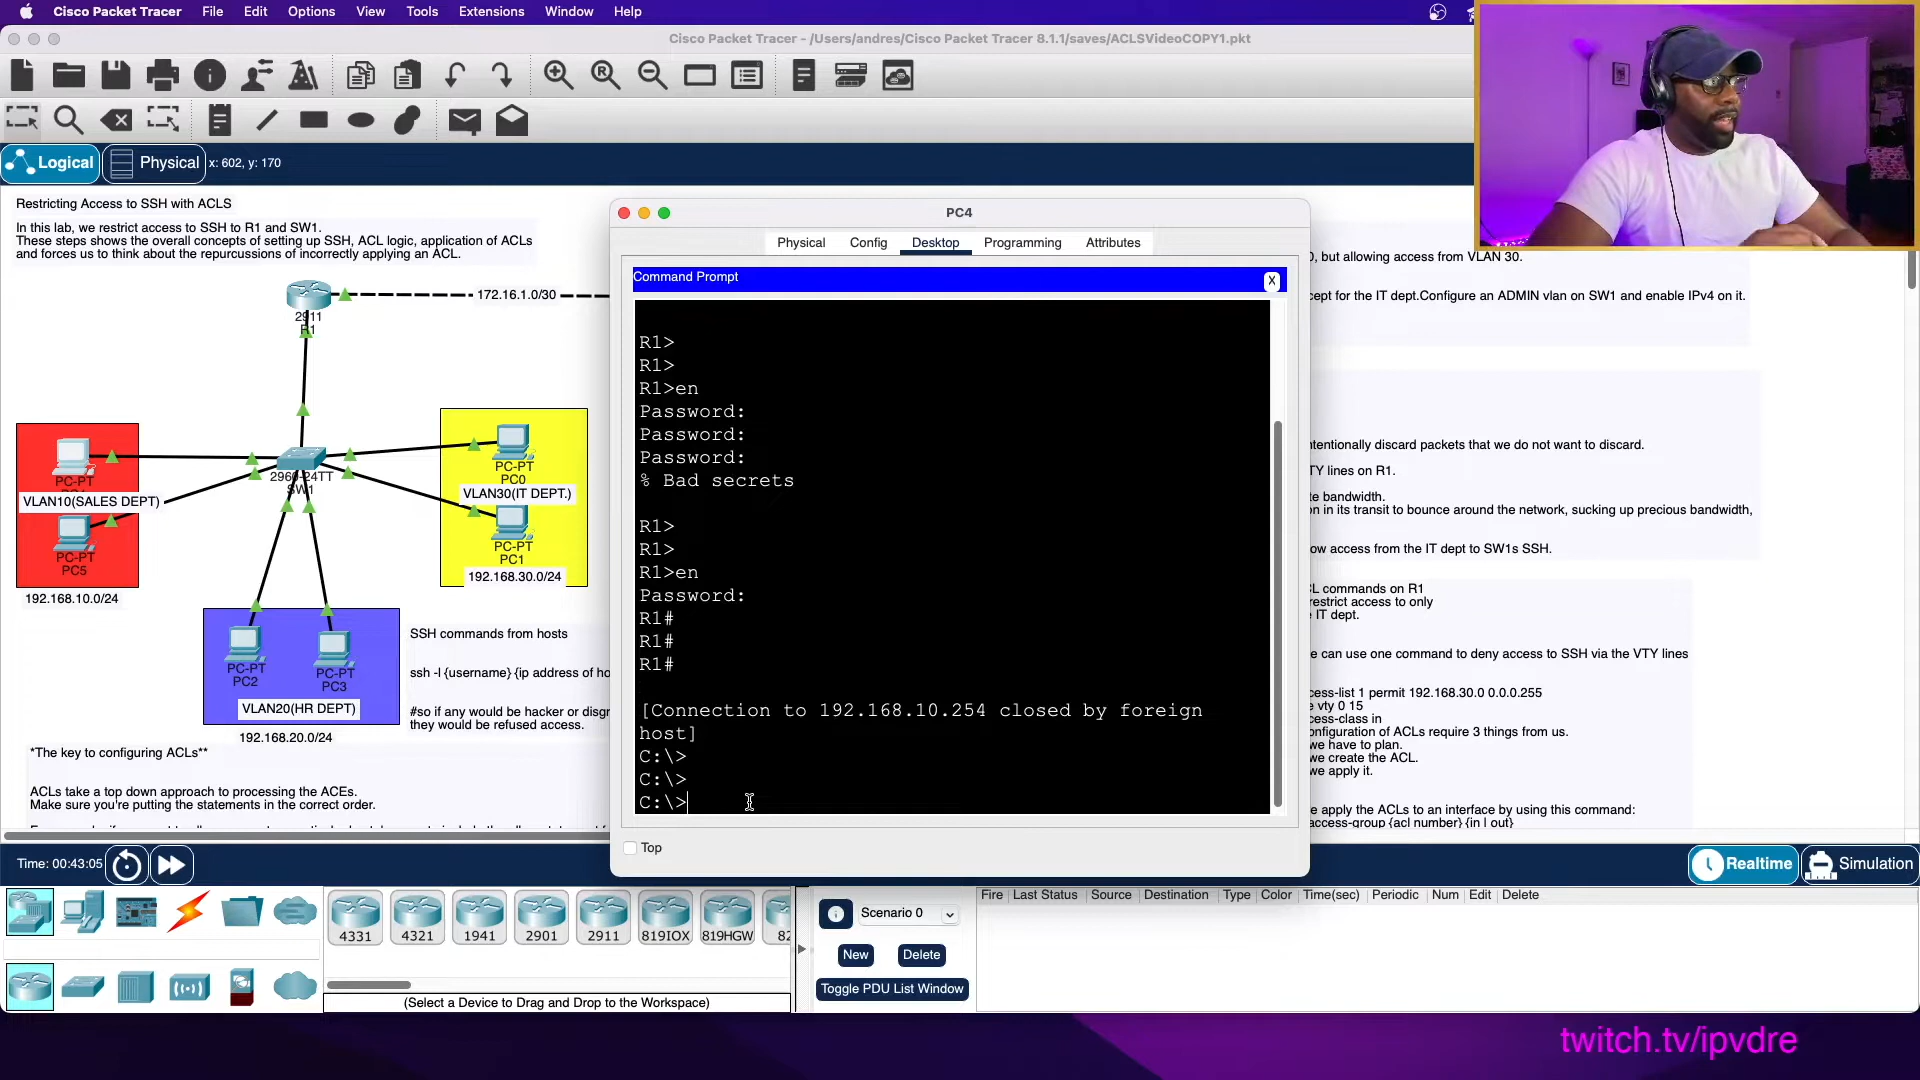 Cisco Packet Tracer File Edit Options View Tools Extensions Window Help
Cisco Packet Tracer - /Users/andres/Cisco Packet Tracer 8.1.1/saves/ACLSVideoCOPY1.pkt
Logical Physical x: 602, y: 170
Restricting Access to SSH with ACLS
In this lab, we restrict access to SSH to R1 and SW1.
These steps shows the overall concepts of setting up SSH, ACL logic, application of ACLs
and forces us to think about the repurcussions of incorrectly applying an ACL.
172.16.1.0/30
2911
R1
PC-PT
VLAN10(SALES DEPT)
PC-PT
PC5
192.168.10.0/24
2960-24TT
SW1
PC-PT
PC0
VLAN30(IT DEPT.)
PC-PT
PC1
192.168.30.0/24
PC-PT
PC2
PC-PT
PC3
VLAN20(HR DEPT)
192.168.20.0/24
SSH commands from hosts
ssh -l {username} {ip address of ho
#so if any would be hacker or disgr
they would be refused access.
*The key to configuring ACLs**
ACLs take a top down approach to processing the ACEs.
Make sure you're putting the statements in the correct order.
PC4
Physical Config Desktop Programming Attributes
Command Prompt
X
R1>
R1>
R1>en
Password:
Password:
Password:
% Bad secrets
R1>
R1>
R1>en
Password:
R1#
R1#
R1#
[Connection to 192.168.10.254 closed by foreign
host]
C:\>
C:\>
C:\>
Top
0, but allowing access from VLAN 30.
cept for the IT dept.Configure an ADMIN vlan on SW1 and enable IPv4 on it.
ntentionally discard packets that we do not want to discard.
TY lines on R1.
te bandwidth.
on in its transit to bounce around the network, sucking up precious bandwidth,
ow access from the IT dept to SW1s SSH.
CL commands on R1
restrict access to only
e IT dept.
e can use one command to deny access to SSH via the VTY lines
cess-list 1 permit 192.168.30.0 0.0.0.255
e vty 0 15
ccess-class in
onfiguration of ACLs require 3 things from us.
we have to plan.
we create the ACL.
we apply it.
e apply the ACLs to an interface by using this command:
access-group {acl number} {in | out}
Time: 00:43:05
Realtime Simulation
4331 4321 1941 2901 2911 819IOX 819HGW 82
(Select a Device to Drag and Drop to the Workspace)
Scenario 0
New Delete
Toggle PDU List Window
Fire Last Status Source Destination Type Color Time(sec) Periodic Num Edit Delete
twitch.tv/ipvdre